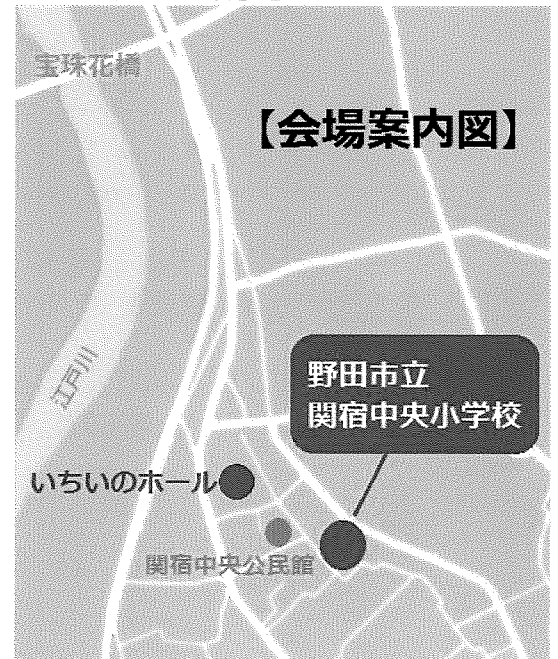 宝珠花橋
【会場案内図】
江戸川
野田市立
関宿中央小学校
いちいのホール
関宿中央公民館